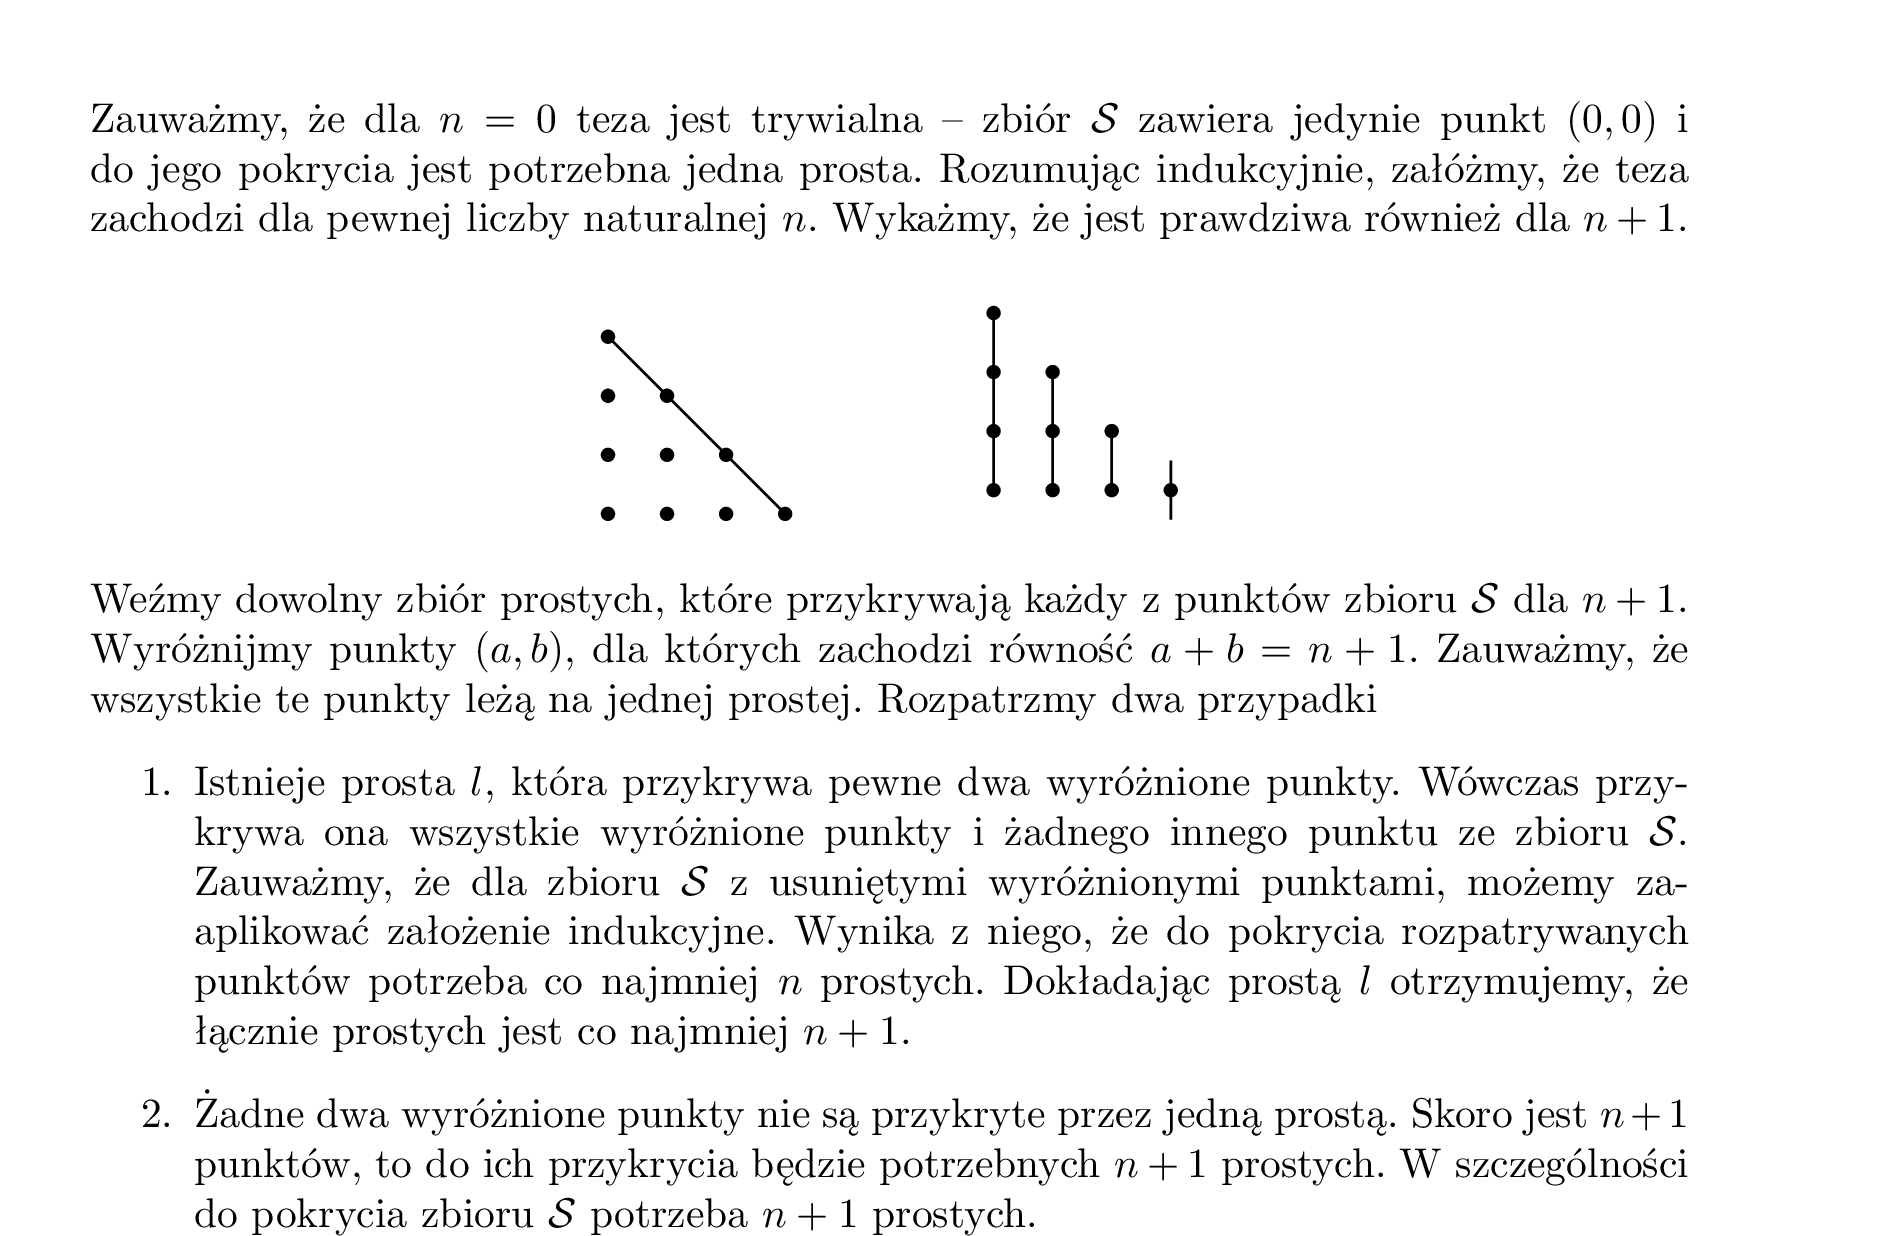 Zauważmy, że dla n = 0 teza jest trywialna – zbiór 𝒮 zawiera jedynie punkt (0, 0) i
do jego pokrycia jest potrzebna jedna prosta. Rozumując indukcyjnie, załóżmy, że teza
zachodzi dla pewnej liczby naturalnej n. Wykażmy, że jest prawdziwa również dla n + 1.
Weźmy dowolny zbiór prostych, które przykrywają każdy z punktów zbioru 𝒮 dla n + 1.
Wyróżnijmy punkty (a, b), dla których zachodzi równość a + b = n + 1. Zauważmy, że
wszystkie te punkty leżą na jednej prostej. Rozpatrzmy dwa przypadki
1. Istnieje prosta l, która przykrywa pewne dwa wyróżnione punkty. Wówczas przy-
krywa ona wszystkie wyróżnione punkty i żadnego innego punktu ze zbioru 𝒮.
Zauważmy, że dla zbioru 𝒮 z usuniętymi wyróżnionymi punktami, możemy za-
aplikować założenie indukcyjne. Wynika z niego, że do pokrycia rozpatrywanych
punktów potrzeba co najmniej n prostych. Dokładając prostą l otrzymujemy, że
łącznie prostych jest co najmniej n + 1.
2. Żadne dwa wyróżnione punkty nie są przykryte przez jedną prostą. Skoro jest n + 1
punktów, to do ich przykrycia będzie potrzebnych n + 1 prostych. W szczególności
do pokrycia zbioru 𝒮 potrzeba n + 1 prostych.